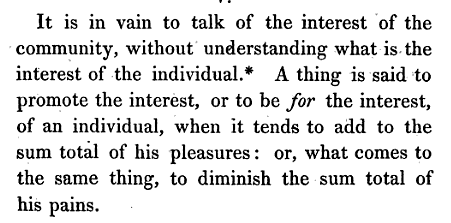 It is in vain to talk of the interest of the
community, without understanding what is the
interest of the individual.* A thing is said to
promote the interest, or to be for the interest,
of an individual, when it tends to add to the
sum total of his pleasures: or, what comes to
the same thing, to diminish the sum total of
his pains.